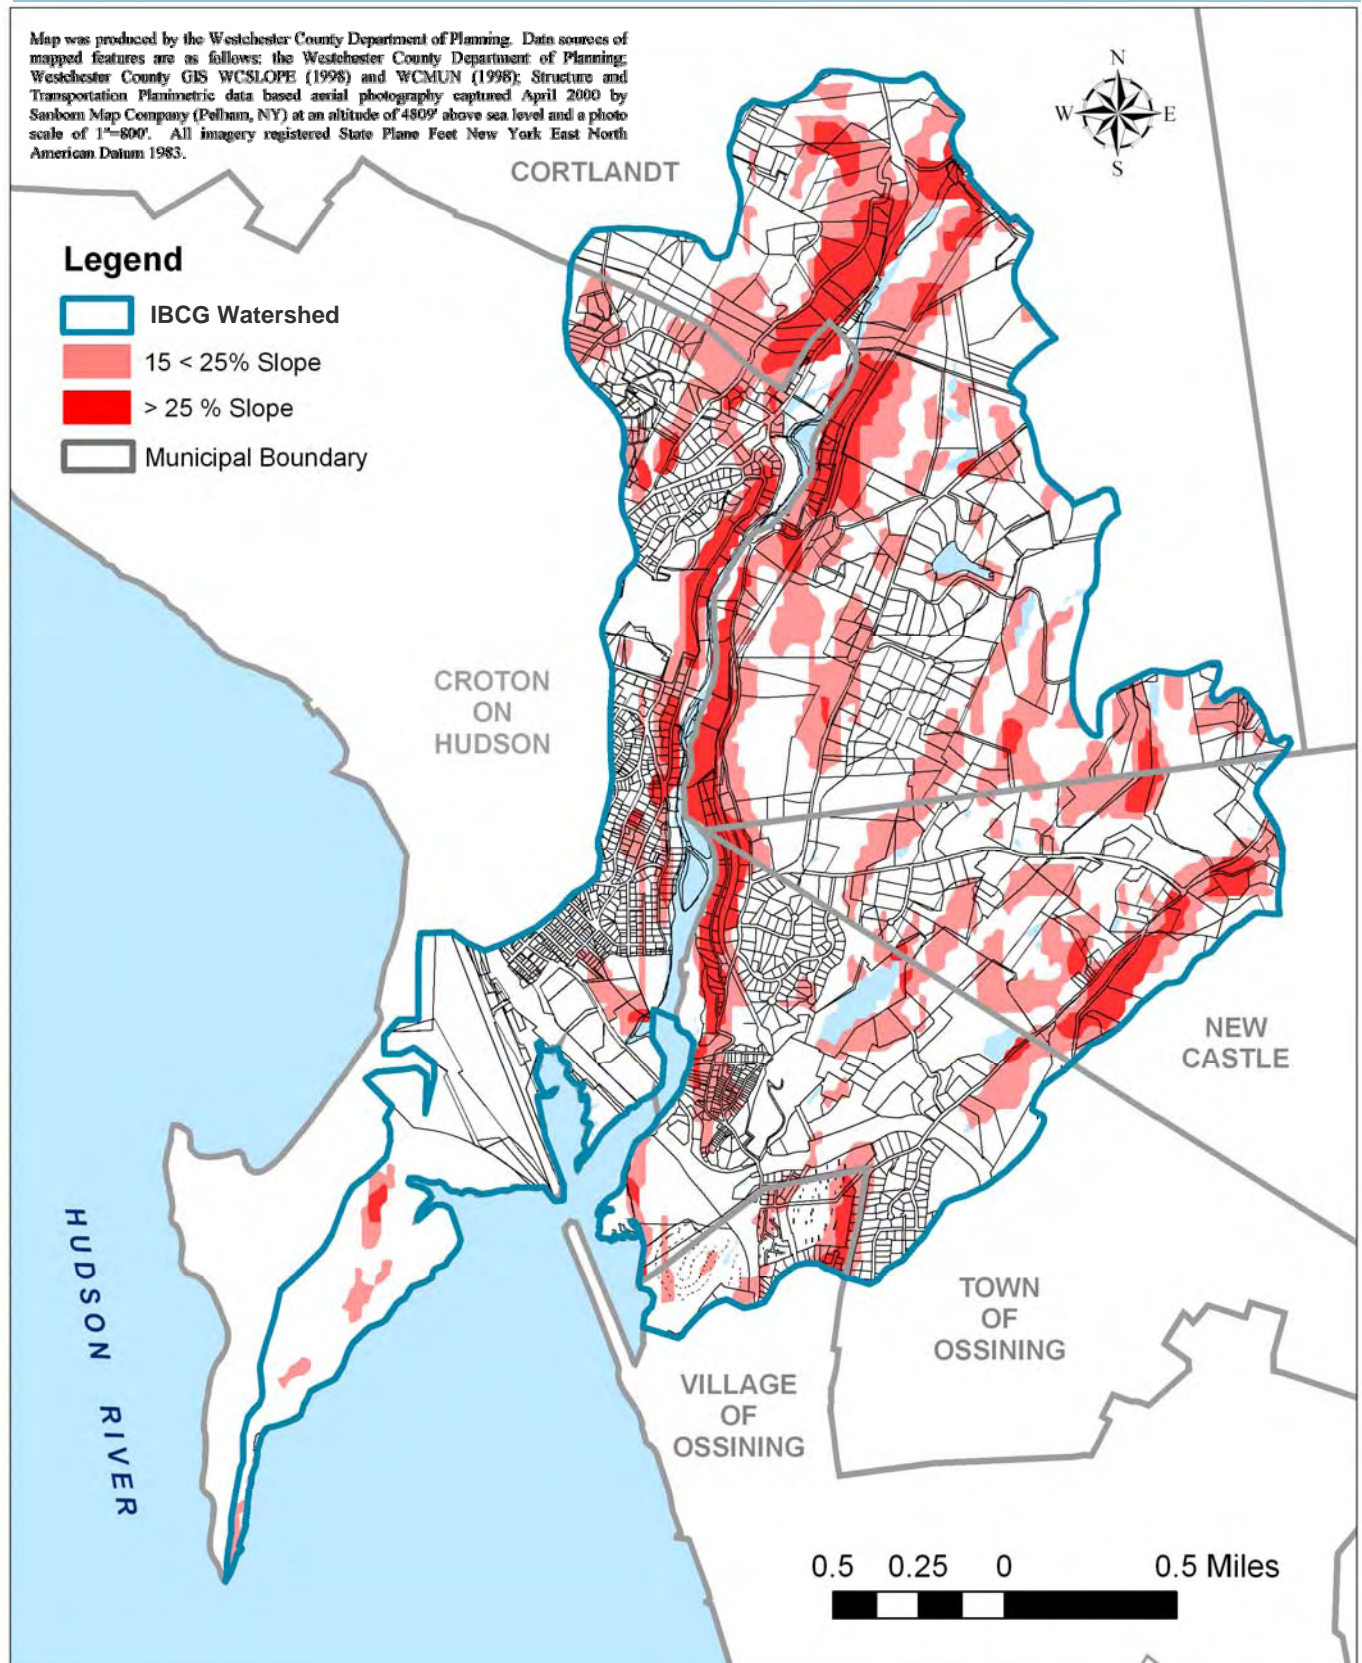 Map was produced by the Westchester County Department of Planning. Data sources of
mapped features are as follows: the Westchester County Department of Planning;
Westchester County GIS WCSLOPE (1998) and WCMUN (1998); Structure and
Transportation Planimetric data based aerial photography captured April 2000 by
Sanborn Map Company (Pelham, NY) at an altitude of 4809' above sea level and a photo
scale of 1"=800'. All imagery registered State Plane Feet New York East North
American Datum 1983.
N
W E
S
CORTLANDT
Legend
IBCG Watershed
15 < 25% Slope
> 25 % Slope
Municipal Boundary
CROTON
ON
HUDSON
NEW
CASTLE
HUDSON RIVER
TOWN
OF
OSSINING
VILLAGE
OF
OSSINING
0.5 0.25 0 0.5 Miles